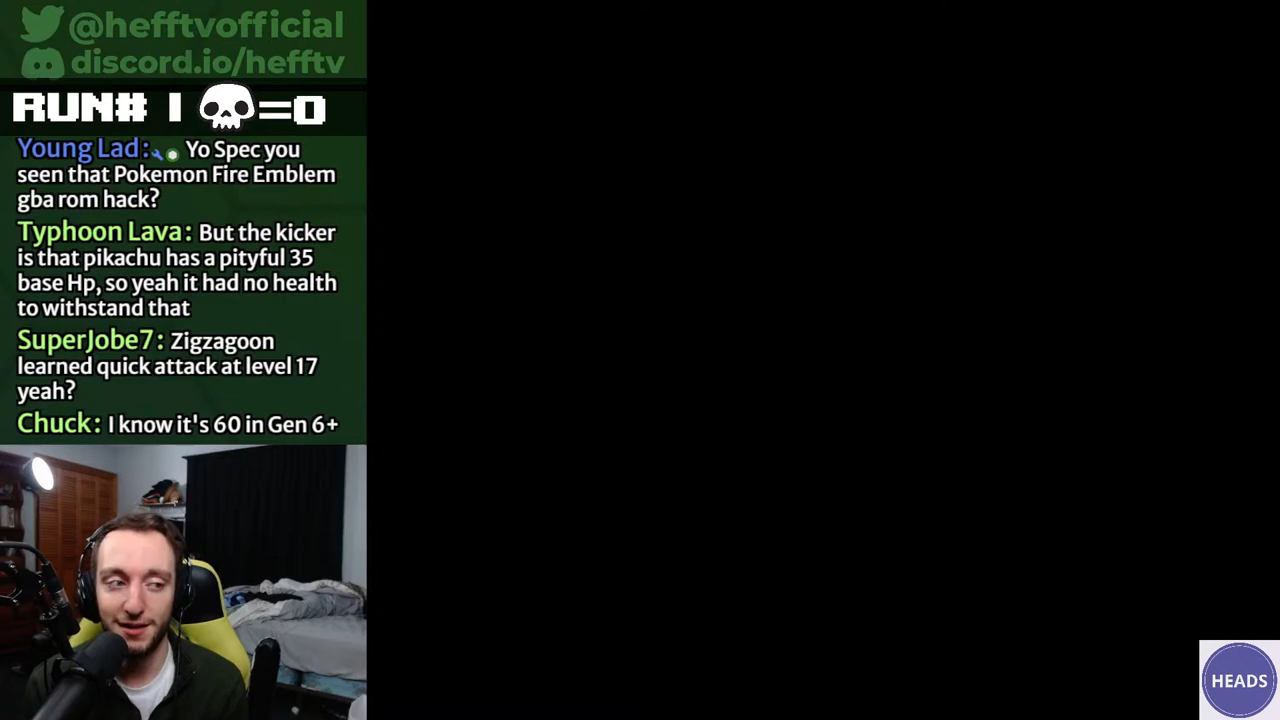 @hefftvofficial
discord.io/hefftv
RUN# 1 =0
Young Lad: Yo Spec you
seen that Pokemon Fire Emblem
gba rom hack?
Typhoon Lava: But the kicker
is that pikachu has a pityful 35
base Hp, so yeah it had no health
to withstand that
SuperJobe7: Zigzagoon
learned quick attack at level 17
yeah?
Chuck: I know it's 60 in Gen 6+
HEADS